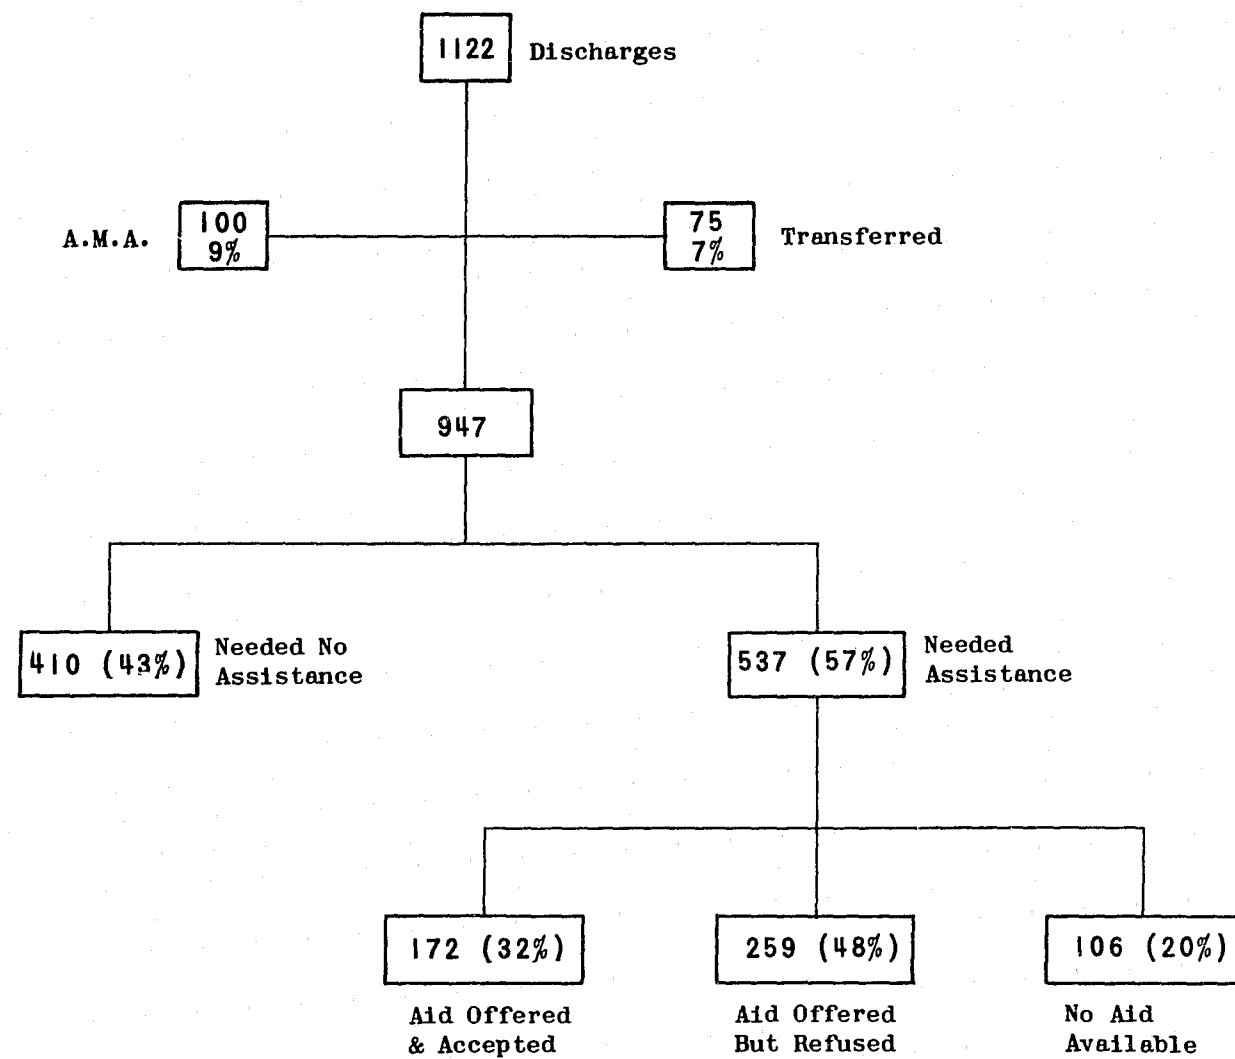 1122 Discharges
A.M.A.
100
9%
75
7%
Transferred
947
410 (43%)
Needed No
Assistance
537 (57%)
Needed
Assistance
172 (32%)
259 (48%)
106 (20%)
Aid Offered
& Accepted
Aid Offered
But Refused
No Aid
Available